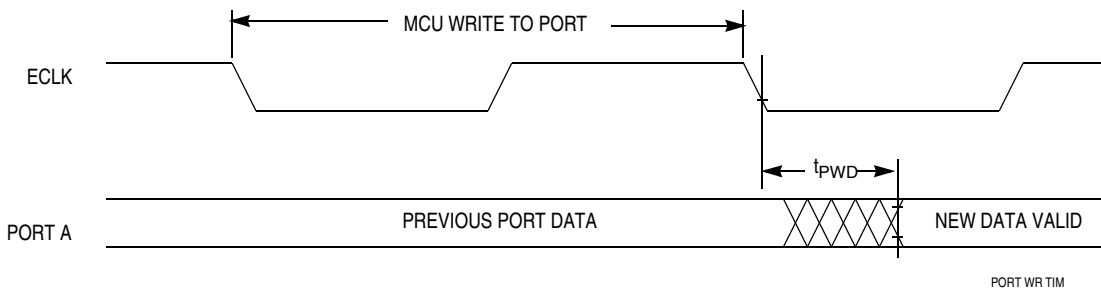 MCU WRITE TO PORT
ECLK
tPWD
PREVIOUS PORT DATA
NEW DATA VALID
PORT A
PORT WR TIM